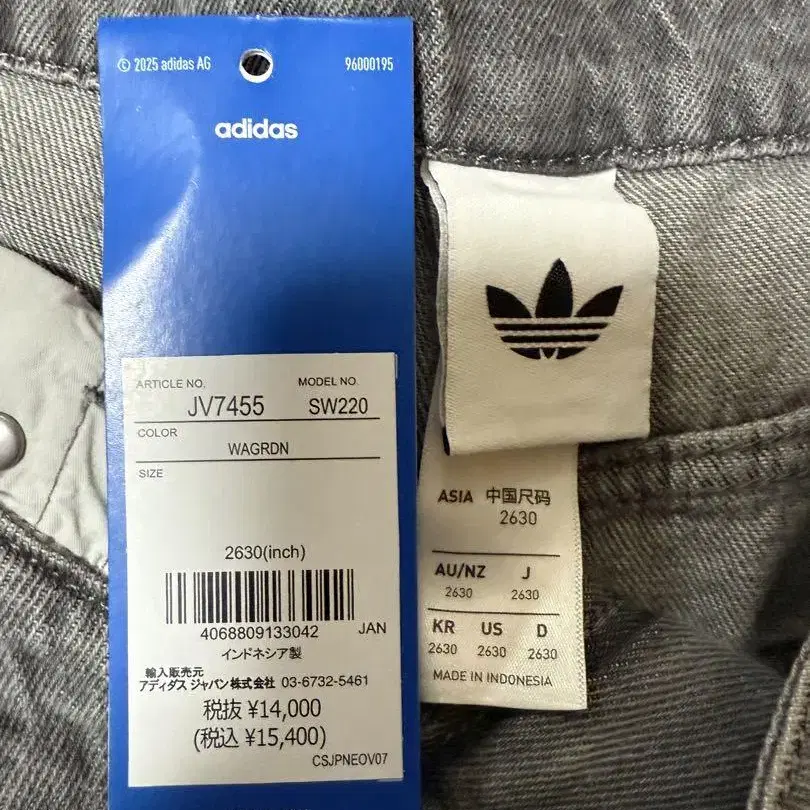 © 2025 adidas AG
96000195
adidas
ARTICLE NO.
MODEL NO.
JV7455
SW220
COLOR
WAGRDN
SIZE
2630(inch)
4068809133042
JAN
インドネシア製
輸入販売元
アディダス ジャパン株式会社 03-6732-5461
税抜 ¥14,000
(税込 ¥15,400)
CSJPNEOV07
ASIA 中国尺码
2630
AU/NZ J
2630 2630
KR US D
2630 2630 2630
MADE IN INDONESIA